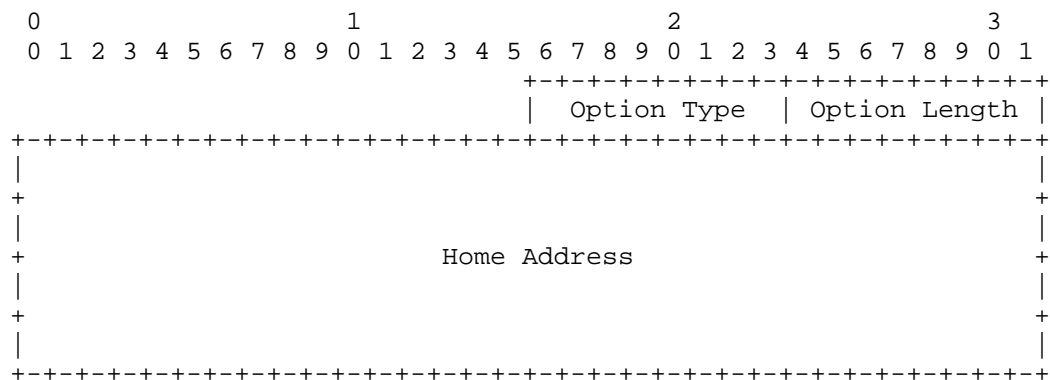 0                   1                   2                   3
0 1 2 3 4 5 6 7 8 9 0 1 2 3 4 5 6 7 8 9 0 1 2 3 4 5 6 7 8 9 0 1
                                +-+-+-+-+-+-+-+-+-+-+-+-+-+-+-+-+
                                |  Option Type  | Option Length |
+-+-+-+-+-+-+-+-+-+-+-+-+-+-+-+-+-+-+-+-+-+-+-+-+-+-+-+-+-+-+-+-+
|                                                               |
+                                                               +
|                                                               |
+                          Home Address                         +
|                                                               |
+                                                               +
|                                                               |
+-+-+-+-+-+-+-+-+-+-+-+-+-+-+-+-+-+-+-+-+-+-+-+-+-+-+-+-+-+-+-+-+